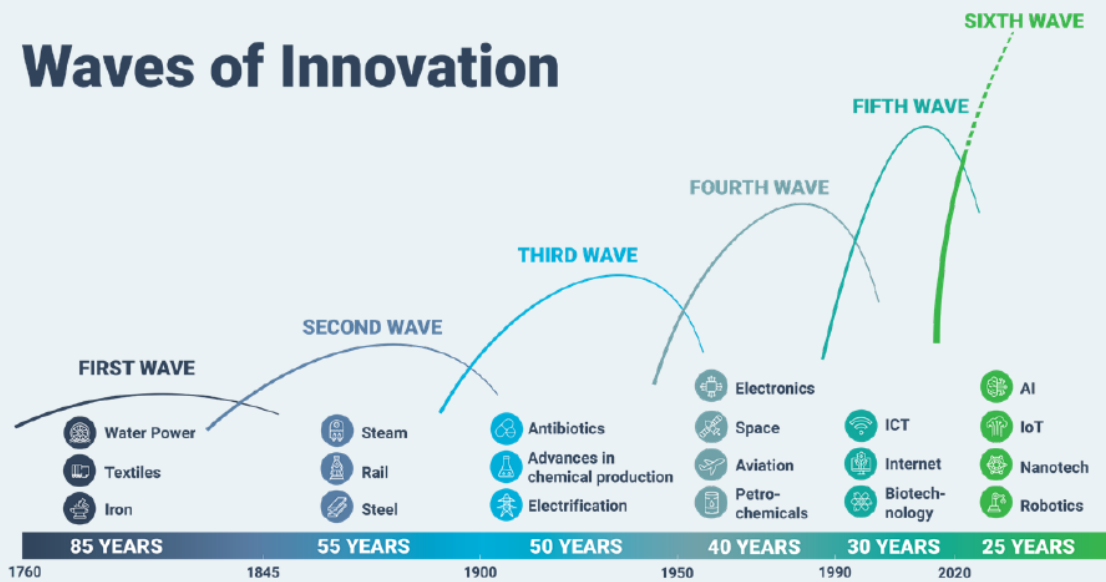 Waves of Innovation
FIRST WAVE
Water Power
Textiles
Iron
SECOND WAVE
Steam
Rail
Steel
THIRD WAVE
Antibiotics
Advances in
chemical production
Electrification
FOURTH WAVE
Electronics
Space
Aviation
Petro-
chemicals
FIFTH WAVE
ICT
Internet
Biotech-
nology
SIXTH WAVE
AI
IoT
Nanotech
Robotics
85 YEARS 55 YEARS 50 YEARS 40 YEARS 30 YEARS 25 YEARS
1760 1845 1900 1950 1990 2020